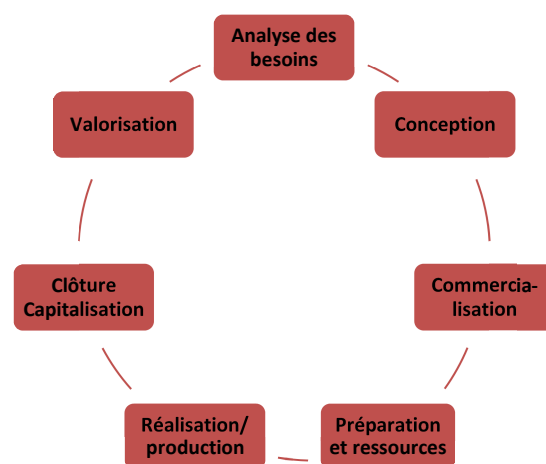 Analyse des
besoins
Conception
Commercia-
lisation
Préparation
et ressources
Réalisation/
production
Clôture
Capitalisation
Valorisation